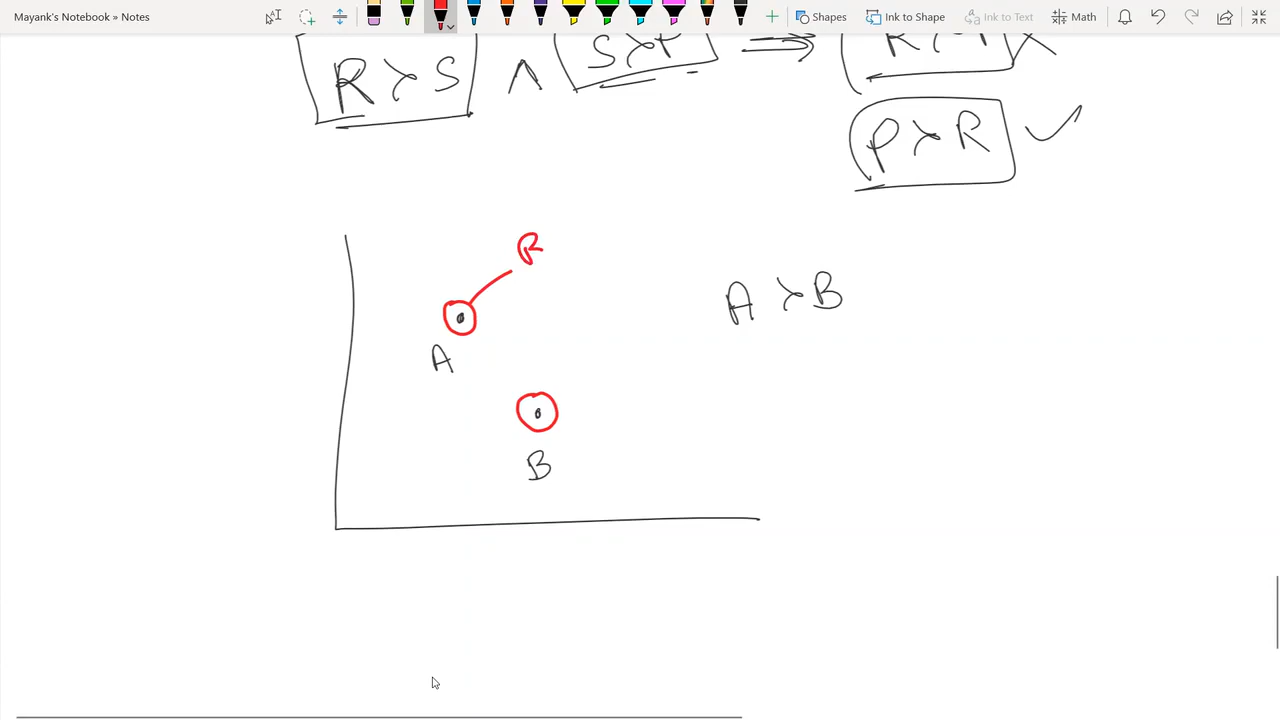 Mayank's Notebook » Notes
Shapes
Ink to Shape
Ink to Text
Math
R ≻ S ∧ S ≻ P ⟹
P ≻ R ✓
R
A ≻ B
A
B